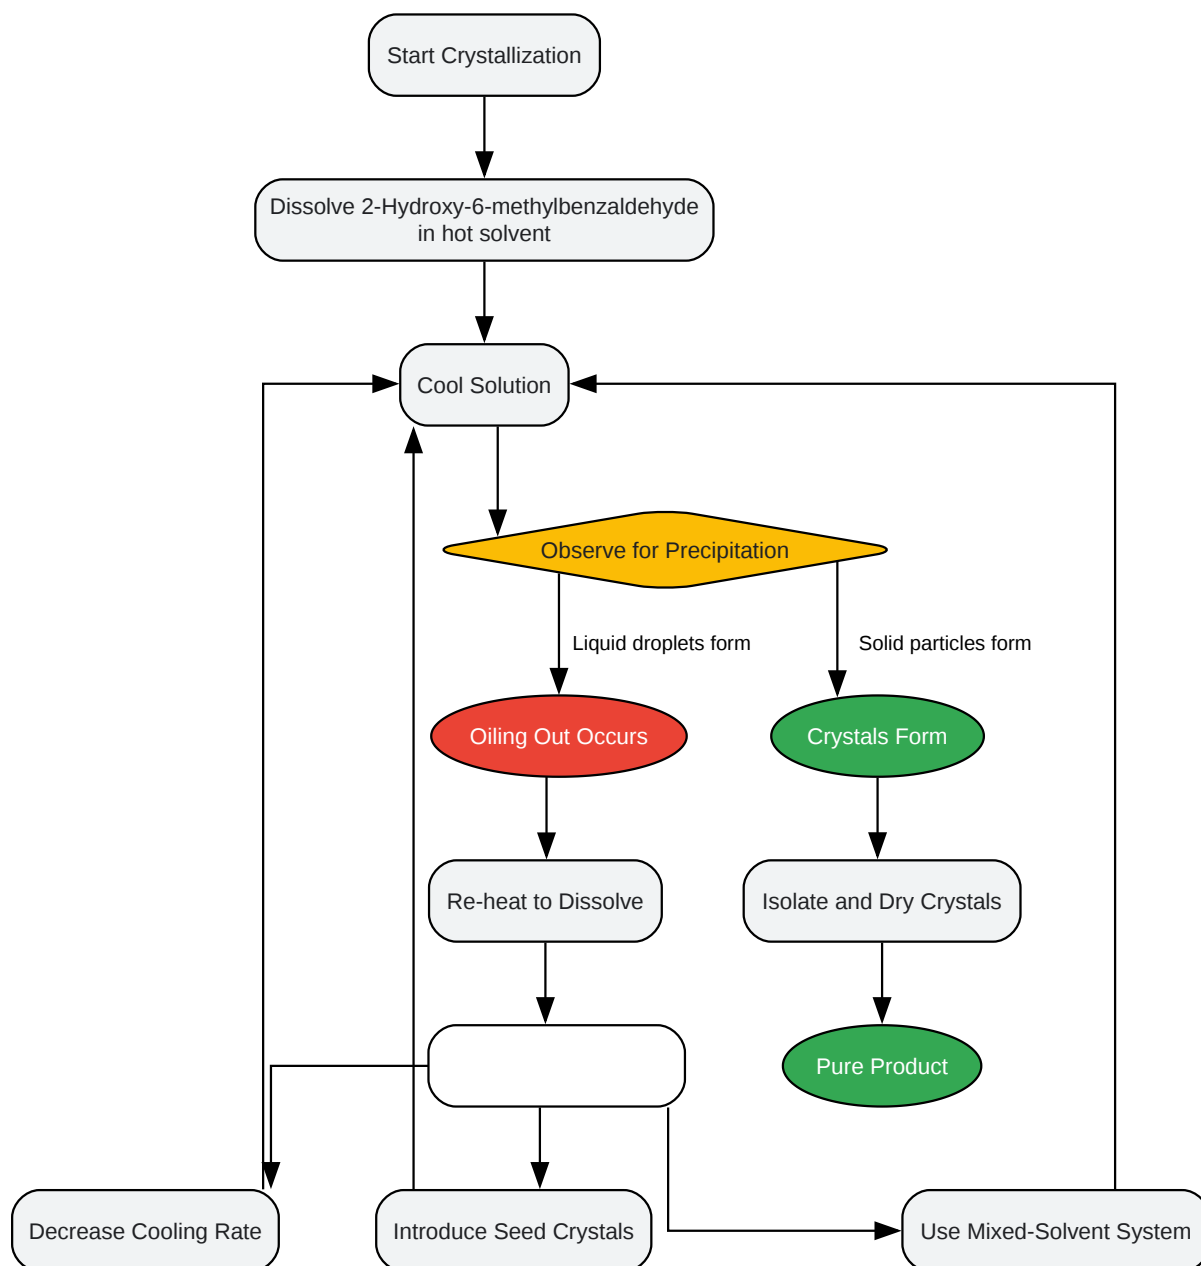 Start Crystallization
Dissolve 2-Hydroxy-6-methylbenzaldehyde
in hot solvent
Cool Solution
Observe for Precipitation
Liquid droplets form
Solid particles form
Oiling Out Occurs
Crystals Form
Re-heat to Dissolve
Isolate and Dry Crystals
Pure Product
Decrease Cooling Rate
Introduce Seed Crystals
Use Mixed-Solvent System